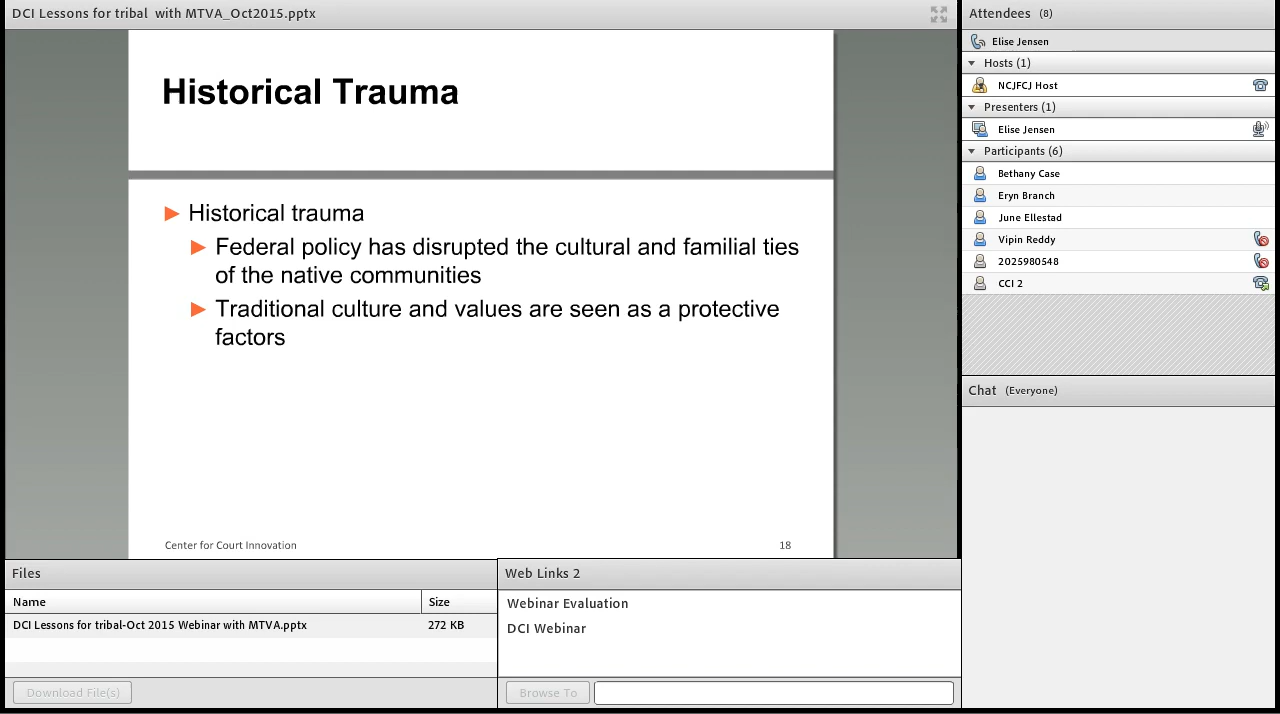 DCI Lessons for tribal  with MTVA_Oct2015.pptx
Historical Trauma
Historical trauma
Federal policy has disrupted the cultural and familial ties
of the native communities
Traditional culture and values are seen as a protective
factors
Center for Court Innovation
18
Files
Name
Size
DCI Lessons for tribal-Oct 2015 Webinar with MTVA.pptx
272 KB
Download File(s)
Web Links 2
Webinar Evaluation
DCI Webinar
Browse To
Attendees (8)
Elise Jensen
Hosts (1)
NCJFCJ Host
Presenters (1)
Elise Jensen
Participants (6)
Bethany Case
Eryn Branch
June Ellestad
Vipin Reddy
2025980548
CCI 2
Chat (Everyone)